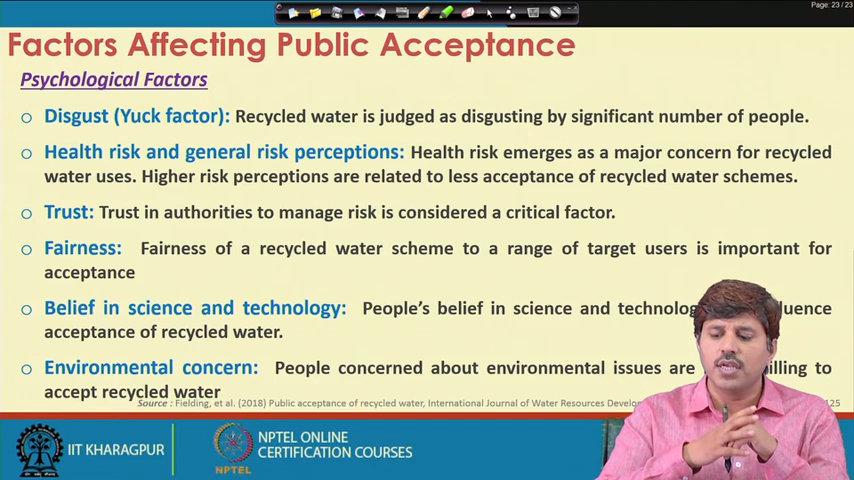 Page: 23 / 23
Factors Affecting Public Acceptance
Psychological Factors
Disgust (Yuck factor): Recycled water is judged as disgusting by significant number of people.
Health risk and general risk perceptions: Health risk emerges as a major concern for recycled
water uses. Higher risk perceptions are related to less acceptance of recycled water schemes.
Trust: Trust in authorities to manage risk is considered a critical factor.
Fairness: Fairness of a recycled water scheme to a range of target users is important for
acceptance
Belief in science and technology: People's belief in science and
acceptance of recycled water.
Environmental concern: People concerned about environmental issues are to
accept recycled water
Source : Fielding, et al. (2018) Public acceptance of recycled water, International Journal of Water Resources 125
IIT KHARAGPUR
NPTEL
NPTEL ONLINE
CERTIFICATION COURSES